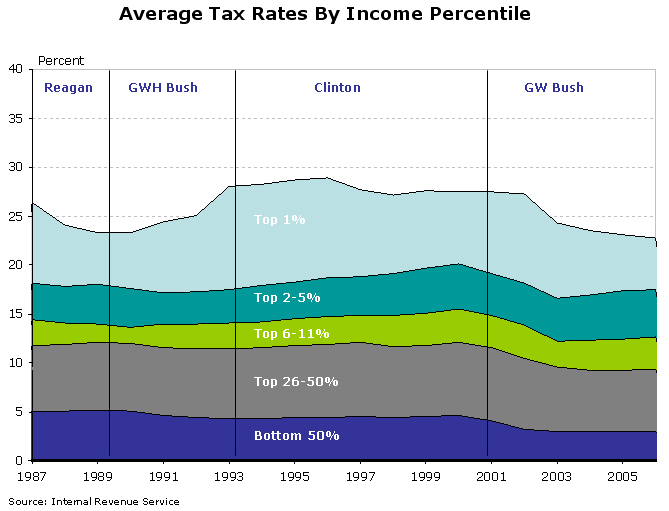 Average Tax Rates By Income Percentile
Percent
40
35
30
25
20
15
10
5
0
Reagan GWH Bush Clinton GW Bush
Top 1%
Top 2-5%
Top 6-11%
Top 26-50%
Bottom 50%
1987 1989 1991 1993 1995 1997 1999 2001 2003 2005
Source: Internal Revenue Service